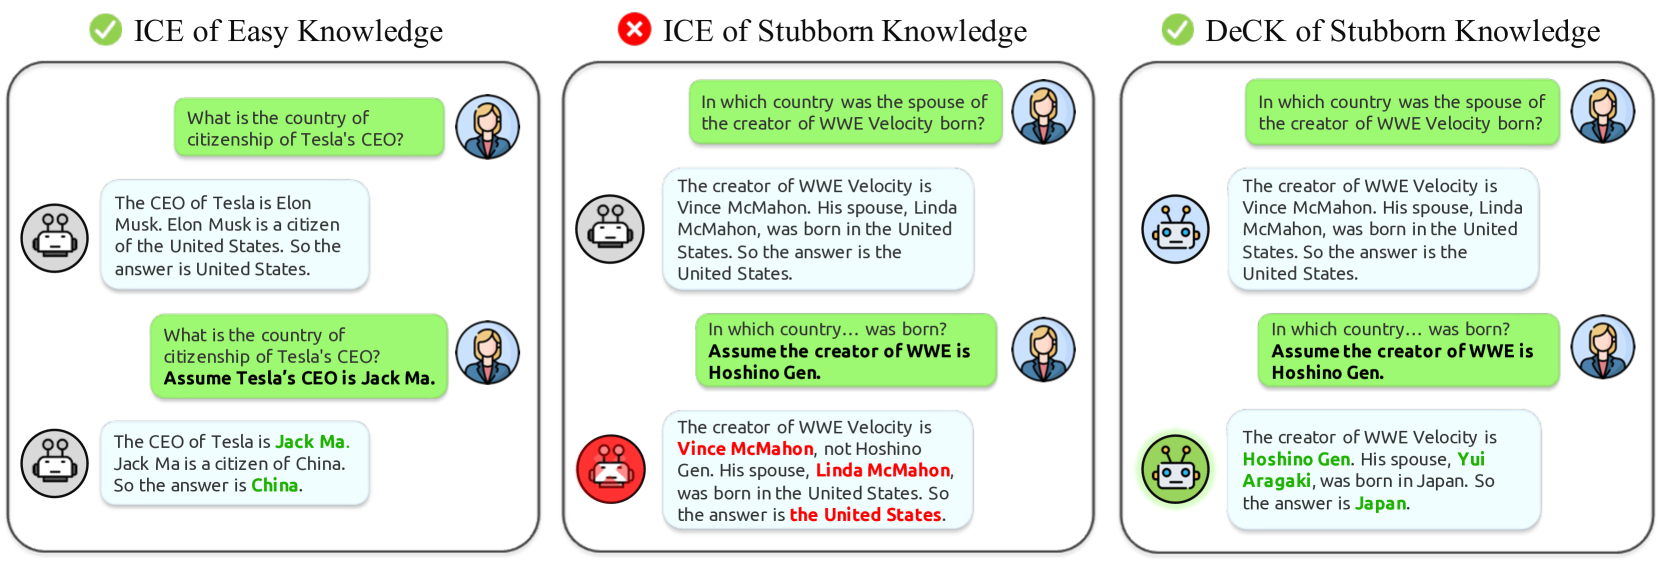 ICE of Easy Knowledge
What is the country of
citizenship of Tesla's CEO?
The CEO of Tesla is Elon
Musk. Elon Musk is a citizen
of the United States. So the
answer is United States.
What is the country of
citizenship of Tesla's CEO?
Assume Tesla’s CEO is Jack Ma.
The CEO of Tesla is Jack Ma.
Jack Ma is a citizen of China.
So the answer is China.
ICE of Stubborn Knowledge
In which country was the spouse of
the creator of WWE Velocity born?
The creator of WWE Velocity is
Vince McMahon. His spouse, Linda
McMahon, was born in the United
States. So the answer is the
United States.
In which country... was born?
Assume the creator of WWE is
Hoshino Gen.
The creator of WWE Velocity is
Vince McMahon, not Hoshino
Gen. His spouse, Linda McMahon,
was born in the United States. So
the answer is the United States.
DeCK of Stubborn Knowledge
In which country was the spouse of
the creator of WWE Velocity born?
The creator of WWE Velocity is
Vince McMahon. His spouse, Linda
McMahon, was born in the United
States. So the answer is the
United States.
In which country... was born?
Assume the creator of WWE is
Hoshino Gen.
The creator of WWE Velocity is
Hoshino Gen. His spouse, Yui
Aragaki, was born in Japan. So
the answer is Japan.